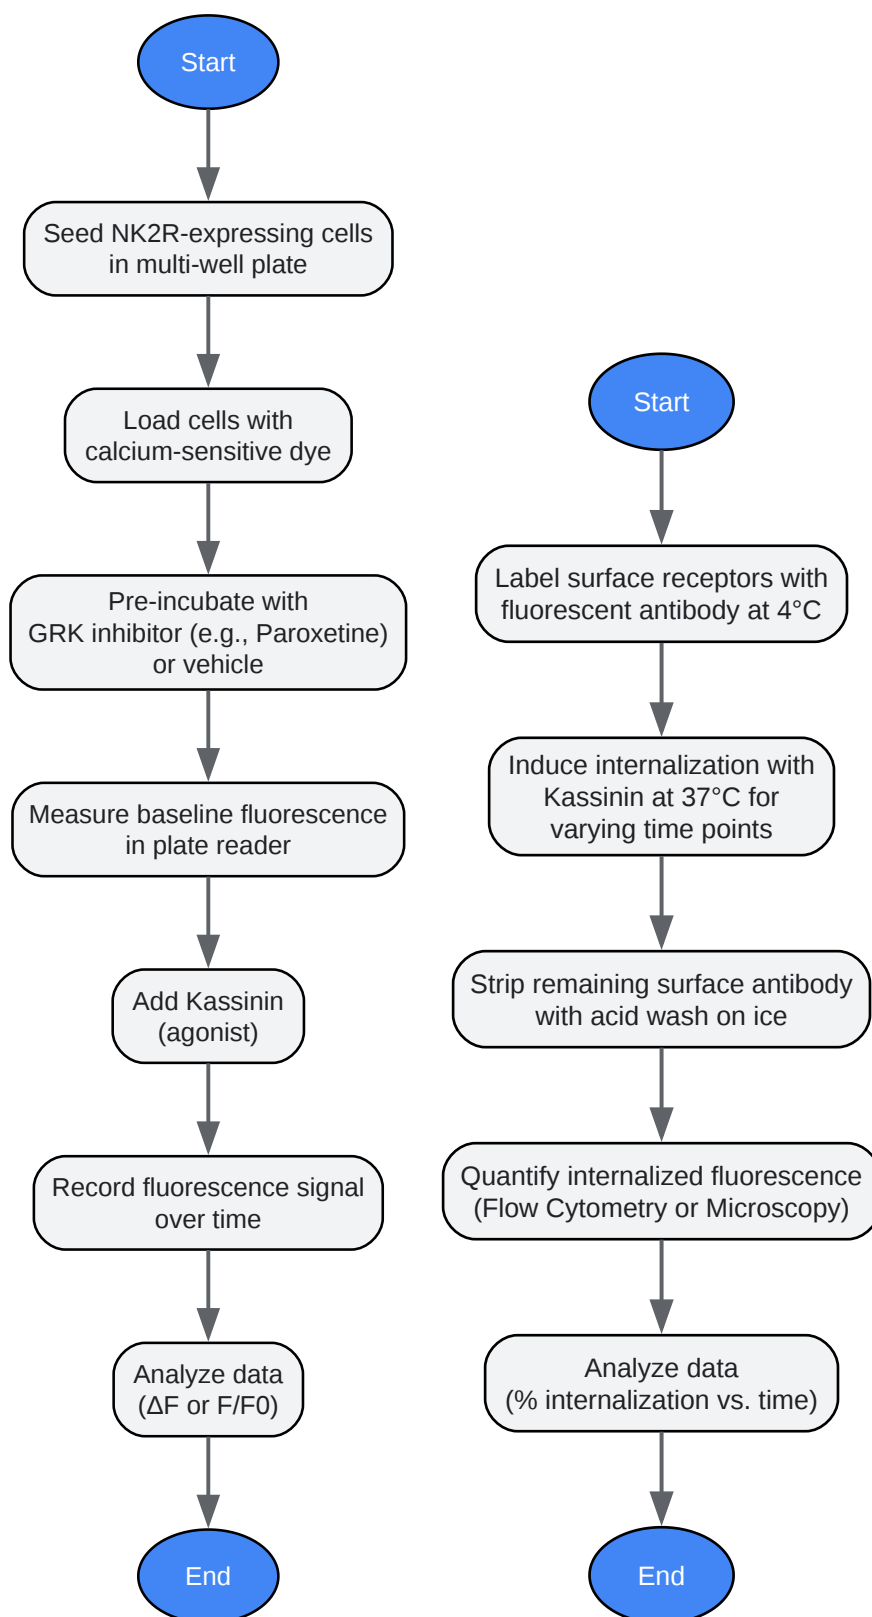 Start
Seed NK2R-expressing cells
in multi-well plate
Load cells with
calcium-sensitive dye
Pre-incubate with
GRK inhibitor (e.g., Paroxetine)
or vehicle
Measure baseline fluorescence
in plate reader
Add Kassinin
(agonist)
Record fluorescence signal
over time
Analyze data
(ΔF or F/F0)
End
Start
Label surface receptors with
fluorescent antibody at 4°C
Induce internalization with
Kassinin at 37°C for
varying time points
Strip remaining surface antibody
with acid wash on ice
Quantify internalized fluorescence
(Flow Cytometry or Microscopy)
Analyze data
(% internalization vs. time)
End